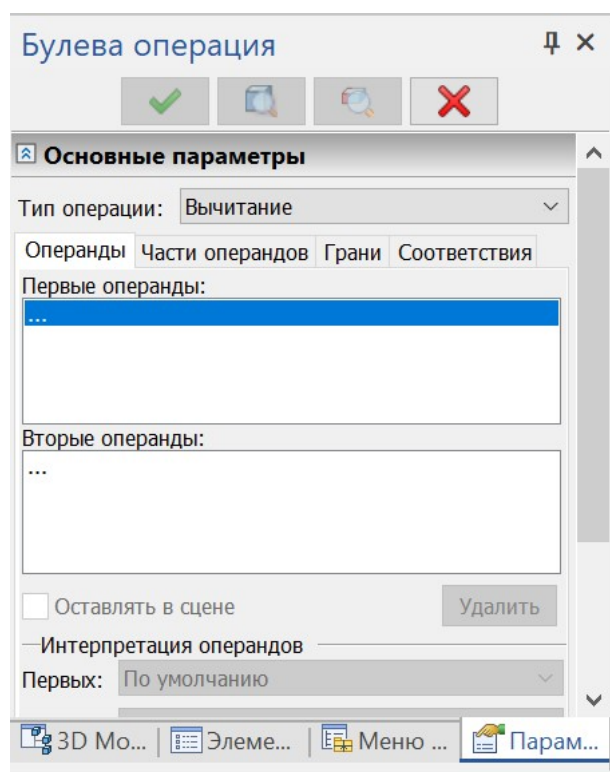 Булева операция
Основные параметры
Тип операции: Вычитание
Операнды Части операндов Грани Соответствия
Первые операнды:
...
Вторые операнды:
...
Оставлять в сцене Удалить
Интерпретация операндов
Первых: По умолчанию
3D Мо... Элеме... Меню ... Парам...